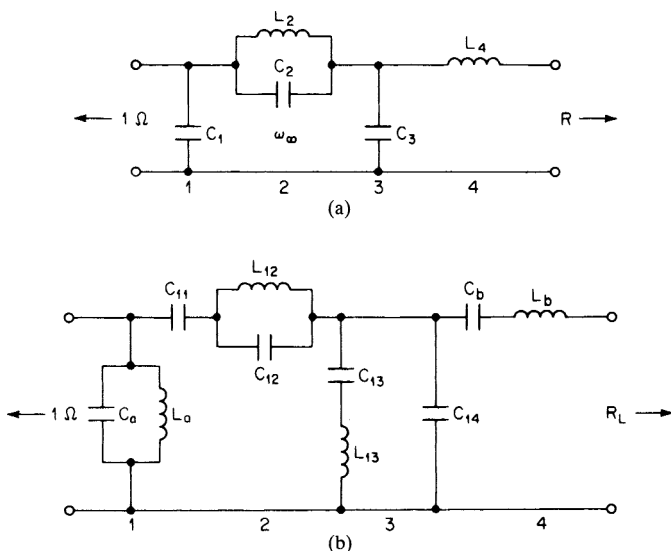 L2
C2
L4
1 Ω
C1
ω∞
C3
R
1 2 3 4
(a)
C11
L12
C12
Cb
Lb
1 Ω
Ca
La
C13
L13
C14
RL
1 2 3 4
(b)